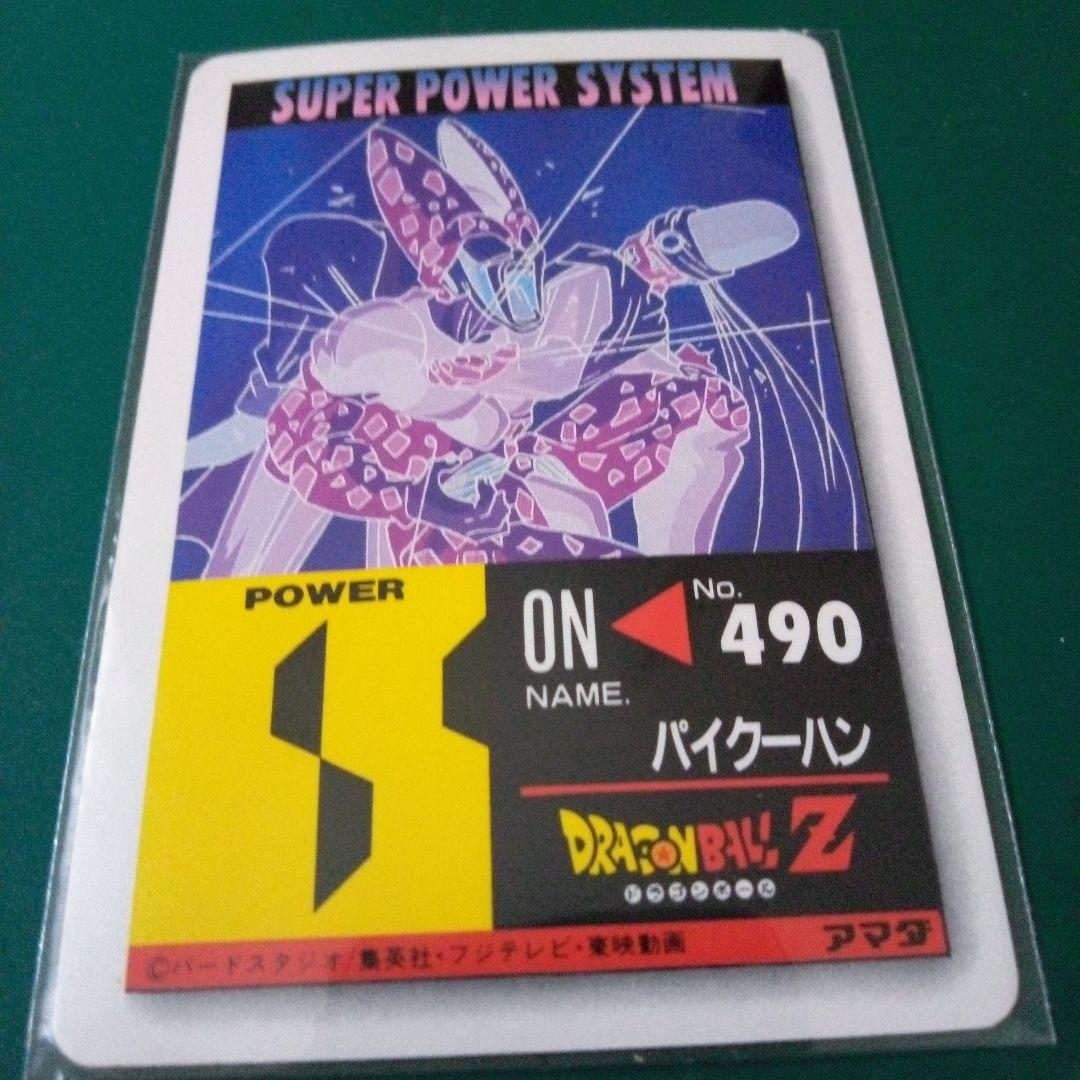 SUPER POWER SYSTEM
POWER
ON
No.
490
NAME.
パイクーハン
DRAGON BALL Z
ドラゴンボール
アマダ
©バードスタジオ/集英社・フジテレビ・東映動画